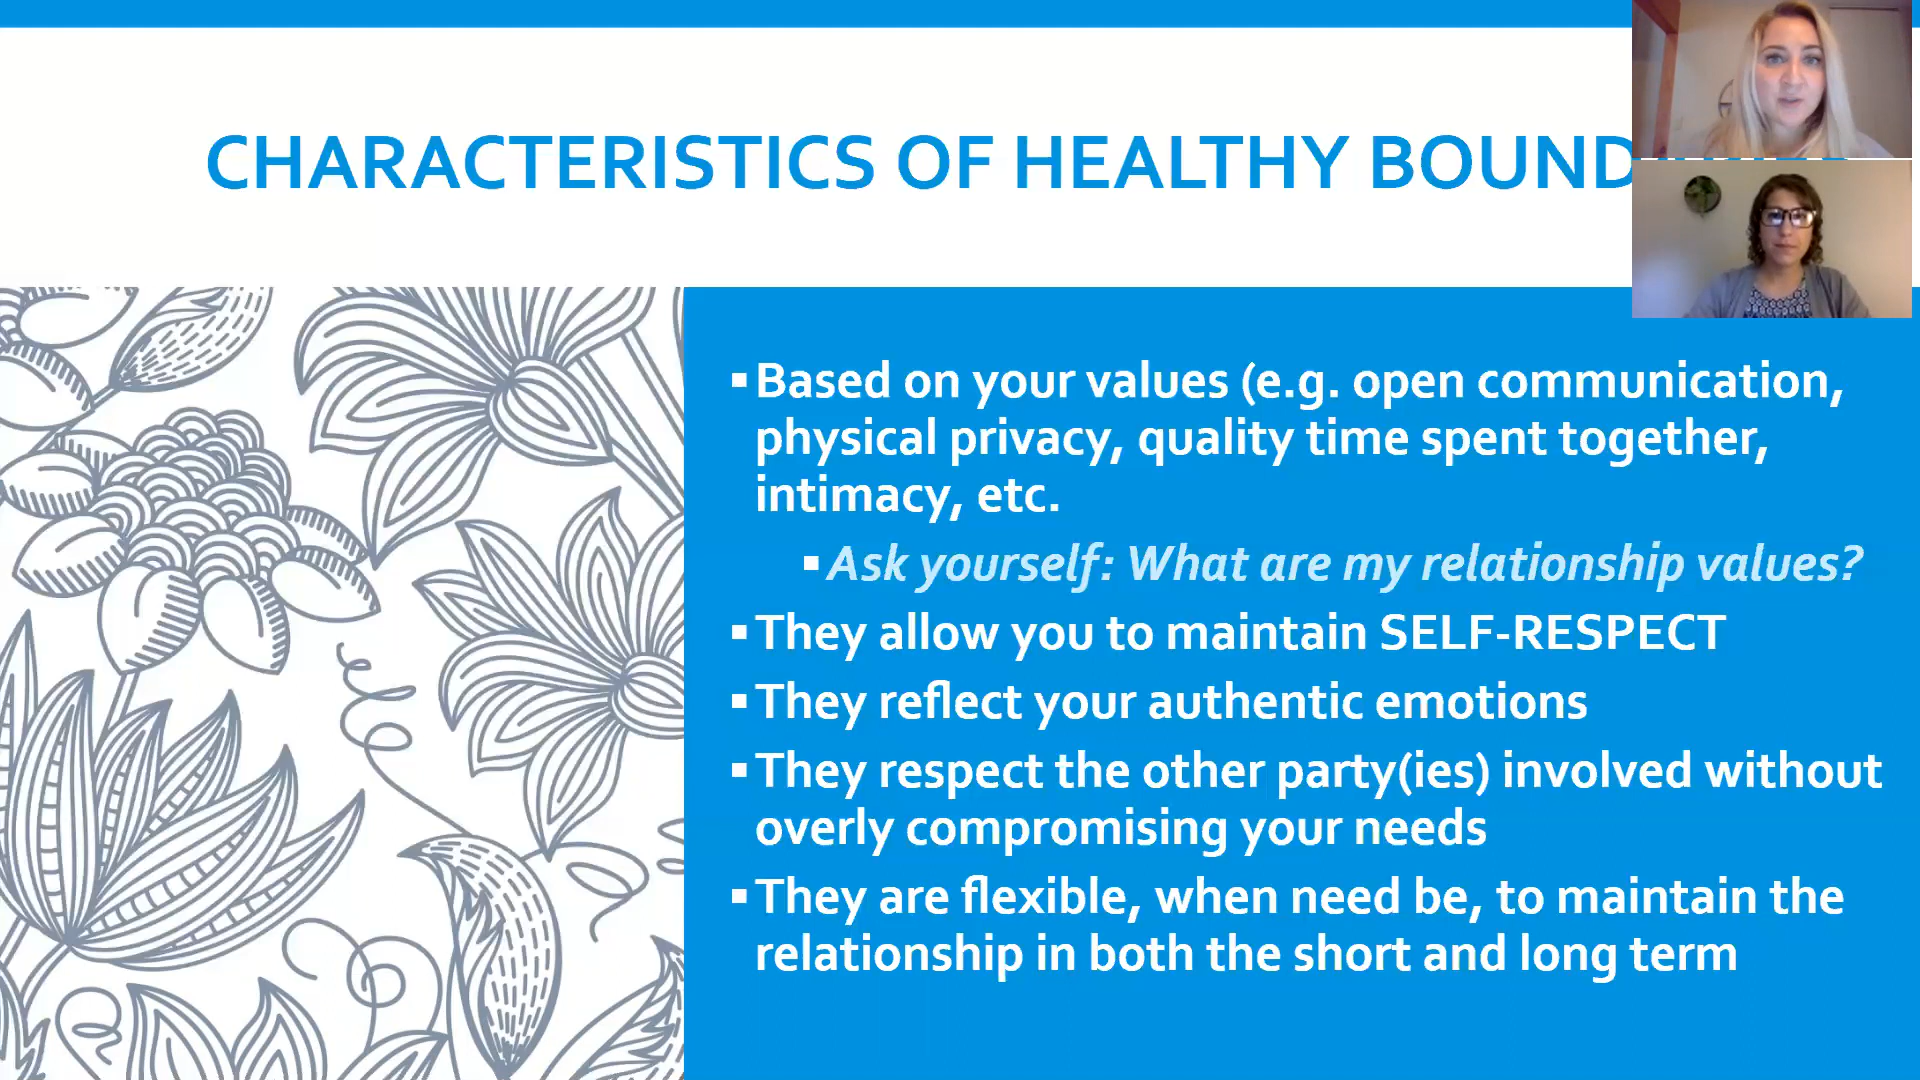 CHARACTERISTICS OF HEALTHY
▪Based on your values (e.g. open communication,
physical privacy, quality time spent together,
intimacy, etc.
▪Ask yourself: What are my relationship values?
▪They allow you to maintain SELF-RESPECT
▪They reflect your authentic emotions
▪They respect the other party(ies) involved without
overly compromising your needs
▪They are flexible, when need be, to maintain the
relationship in both the short and long term